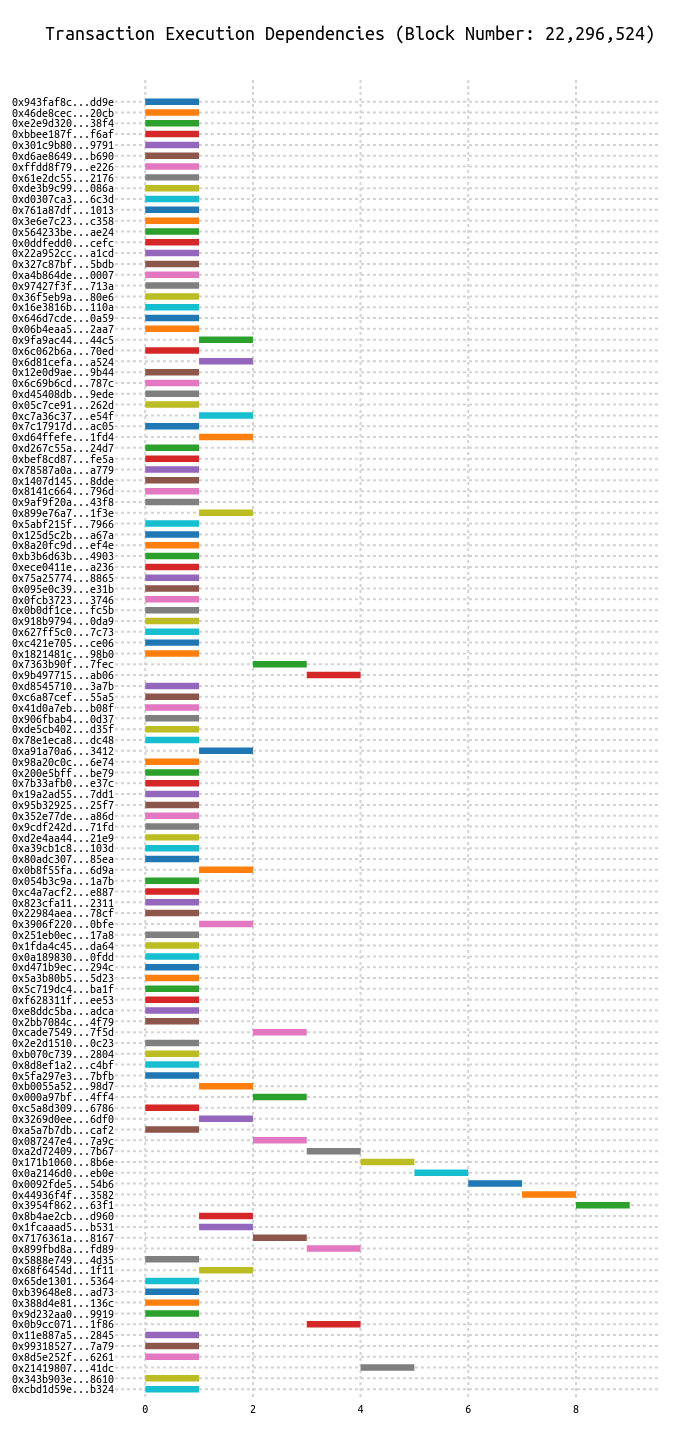 Transaction Execution Dependencies (Block Number: 22,296,524)
0x943faf8c...dd9e
0x46de8cec...20cb
0xe2e9d320...38f4
0xbbee187f...f6af
0x301c9b80...9791
0xd6ae8649...b690
0xffdd8f79...e226
0x61e2dc55...2176
0xde3b9c99...086a
0xd0307ca3...6c3d
0x761a87df...1013
0x3e6e7c23...c358
0x564233be...ae24
0x0ddfedd0...cefc
0x22a952cc...a1cd
0x327c87bf...5bdb
0xa4b864de...0007
0x97427f3f...713a
0x36f5eb9a...80e6
0x16e3816b...110a
0x646d7cde...0a59
0x06b4eaa5...2aa7
0x9fa9ac44...44c5
0x6c062b6a...70ed
0x6d81cefa...a524
0x12e0d9ae...9b44
0x6c69b6cd...787c
0xd45408db...9ede
0x05c7ce91...262d
0xc7a36c37...e54f
0x7c17917d...ac05
0xd64ffefe...1fd4
0xd267c55a...24d7
0xbef8cd87...fe5a
0x78587a0a...a779
0x1407d145...8dde
0x8141c664...796d
0x9af9f20a...43f8
0x899e76a7...1f3e
0x5abf215f...7966
0x125d5c2b...a67a
0x8a20fc9d...ef4e
0xb3b6d63b...4903
0xece0411e...a236
0x75a25774...8865
0x095e0c39...e31b
0x0fcb3723...3746
0x0b0df1ce...fc5b
0x918b9794...0da9
0x627ff5c0...7c73
0xc421e705...ce06
0x1821481c...98b0
0x7363b90f...7fec
0x9b497715...ab06
0xd8545710...3a7b
0xc6a87cef...55a5
0x41d0a7eb...b08f
0x906fbab4...0d37
0xde5cb402...d35f
0x78e1eca8...dc48
0xa91a70a6...3412
0x98a20c0c...6e74
0x200e5bff...be79
0x7b33afb0...e37c
0x19a2ad55...7dd1
0x95b32925...25f7
0x352e77de...a86d
0x9cdf242d...71fd
0xd2e4aa44...21e9
0xa39cb1c8...103d
0x80adc307...85ea
0x0b8f55fa...6d9a
0x054b3c9a...1a7b
0xc4a7acf2...e887
0x823cfa11...2311
0x22984aea...78cf
0x3906f220...0bfe
0x251eb0ec...17a8
0x1fda4c45...da64
0x0a189830...0fdd
0xd471b9ec...294c
0x5a3b80b5...5d23
0x5c719dc4...ba1f
0xf628311f...ee53
0xe8ddc5ba...adca
0x2bb7084c...4f79
0xcade7549...7f5d
0x2e2d1510...0c23
0xb070c739...2804
0x8d8ef1a2...c4bf
0x5fa297e3...7bfb
0xb0055a52...98d7
0x000a97bf...4ff4
0xc5a8d309...6786
0x3269d0ee...6df0
0xa5a7b7db...caf2
0x087247e4...7a9c
0xa2d72409...7b67
0x171b1060...8b6e
0x0a2146d0...eb0e
0x0092fde5...54b6
0x44936f4f...3582
0x3954f862...63f1
0x8b4ae2cb...d960
0x1fcaaad5...b531
0x7176361a...8167
0x899fbd8a...fd89
0x5888e749...4d35
0x68f6454d...1f11
0x65de1301...5364
0xb39648e8...ad73
0x388d4e81...136c
0x9d232aa0...9919
0x0b9cc071...1f86
0x11e887a5...2845
0x99318527...7a79
0x8d5e252f...6261
0x21419807...41dc
0x343b903e...8610
0xcbd1d59e...b324
0 2 4 6 8